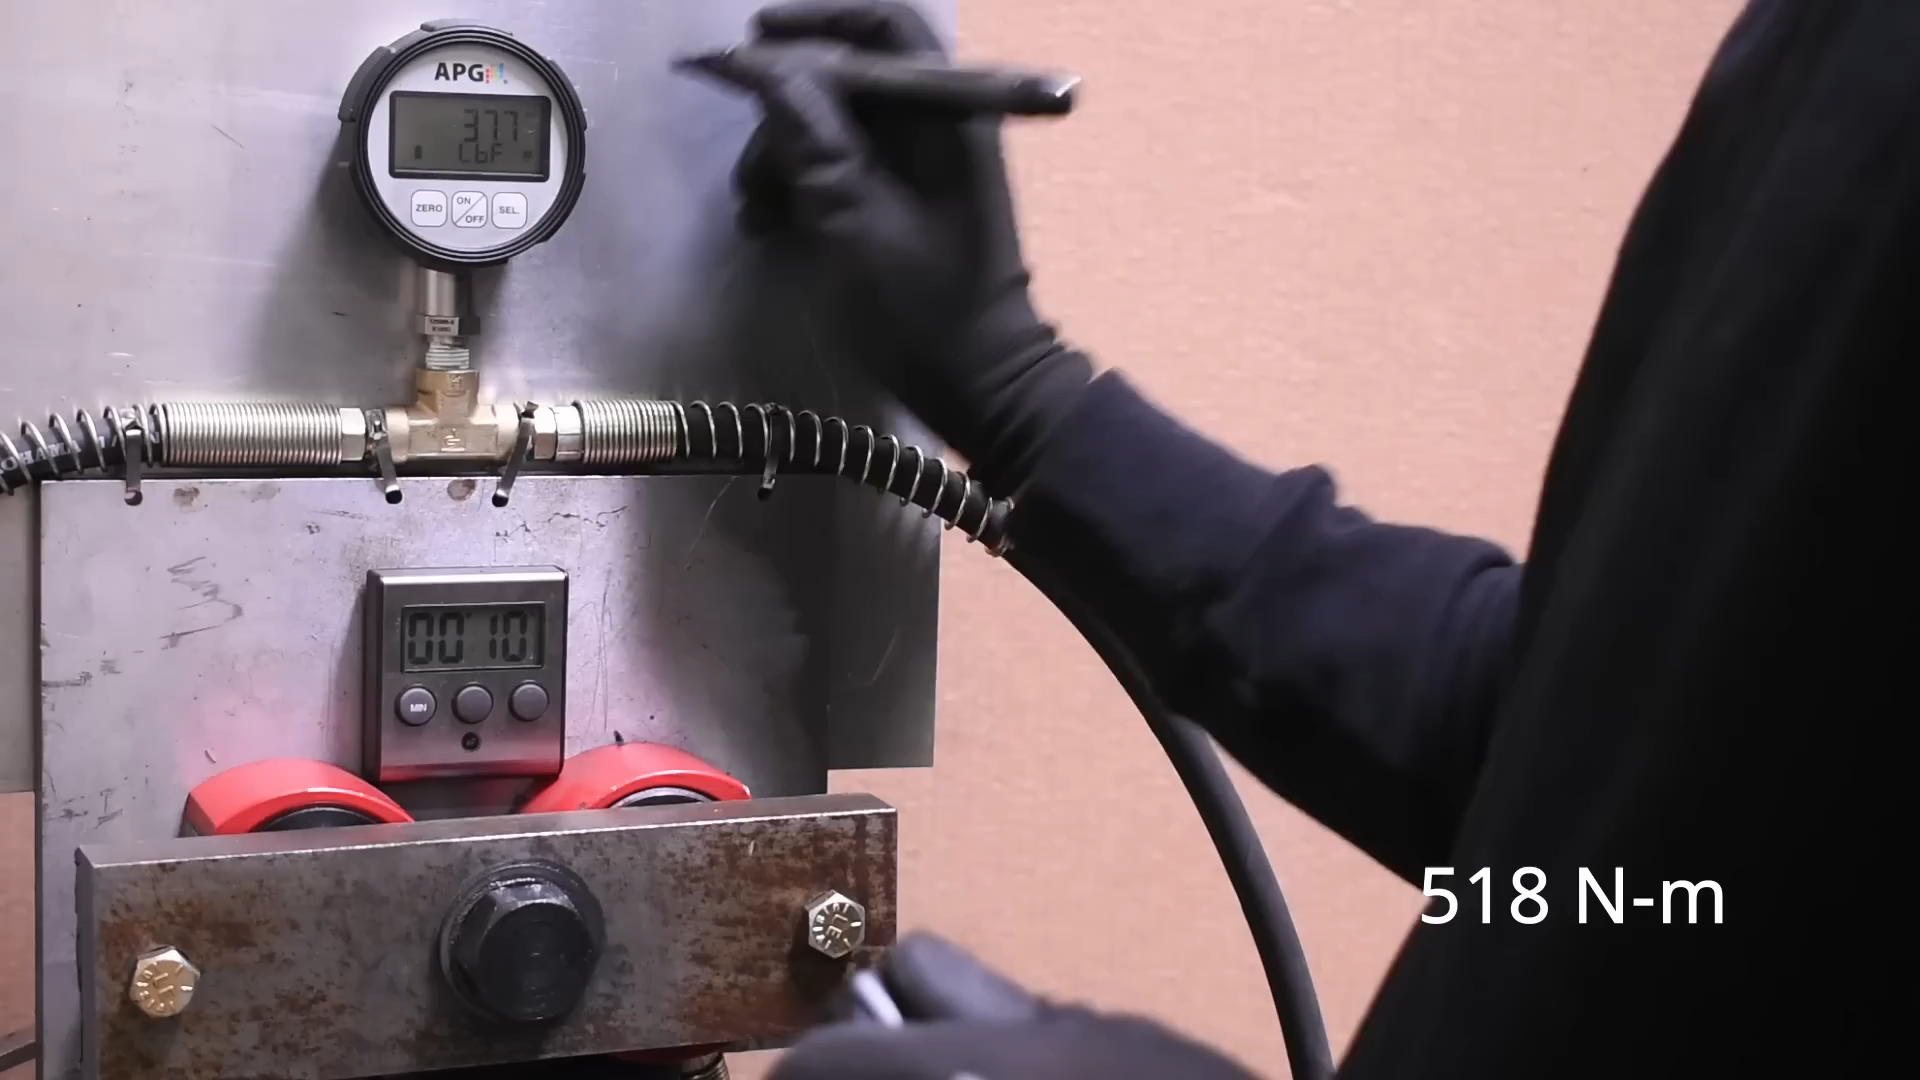 APG
377
LbF
ZERO
ON
OFF
SEL.
00 10
MIN
518 N-m